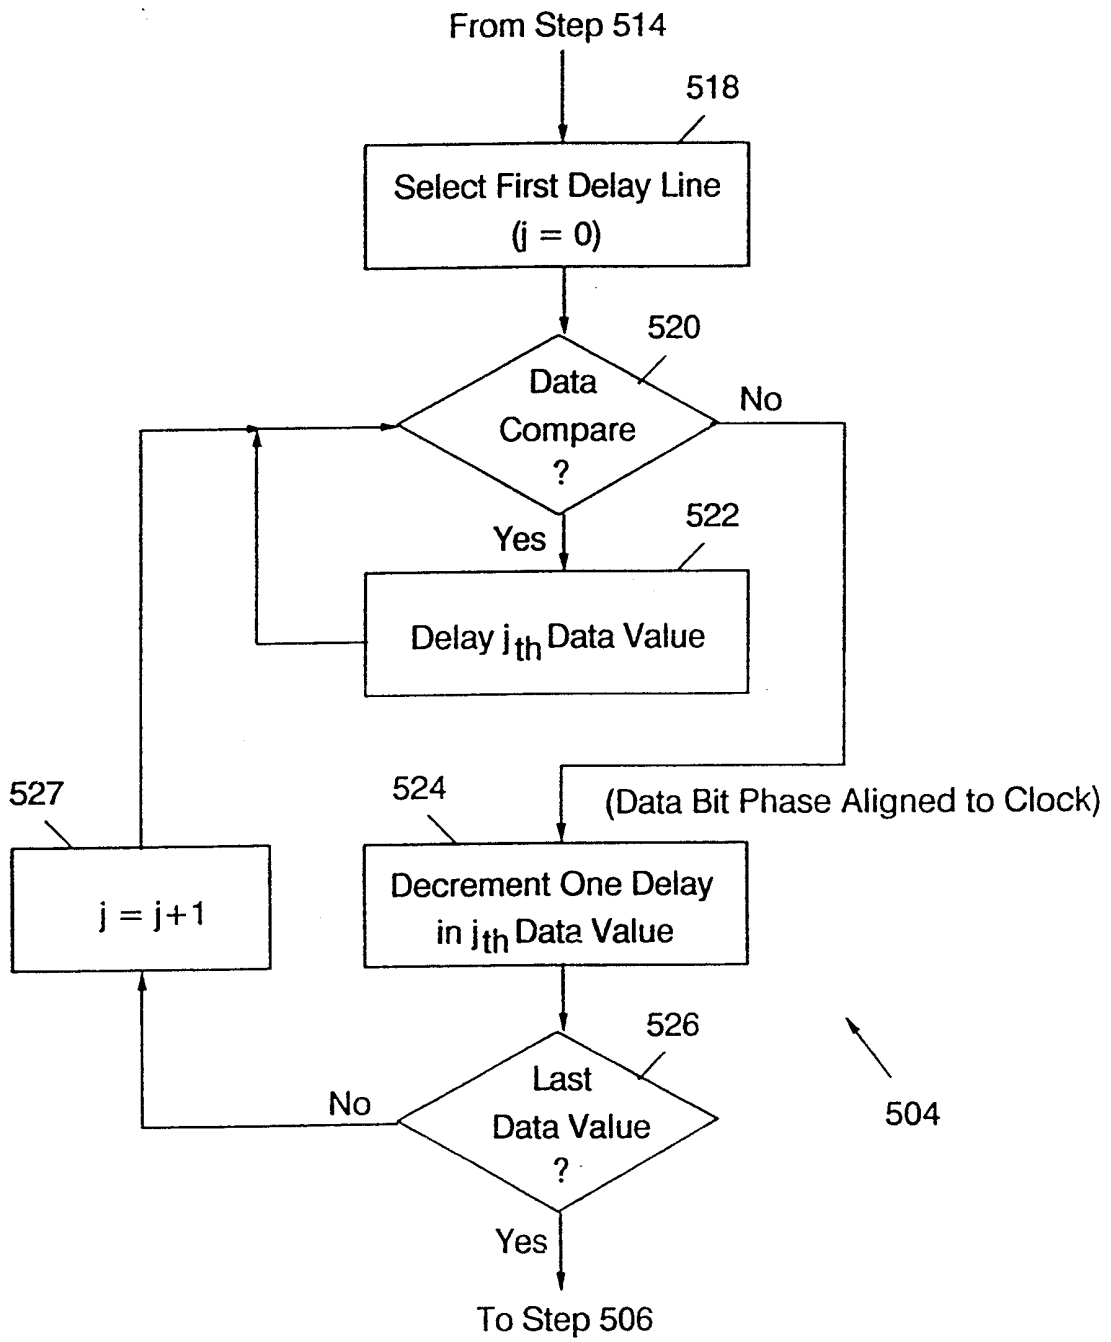 From Step 514
518
Select First Delay Line
(j = 0)
520
Data
Compare
?
No
Yes
522
Delay jth Data Value
527
524
(Data Bit Phase Aligned to Clock)
j = j+1
Decrement One Delay
in jth Data Value
526
Last
Data Value
?
No
504
Yes
To Step 506